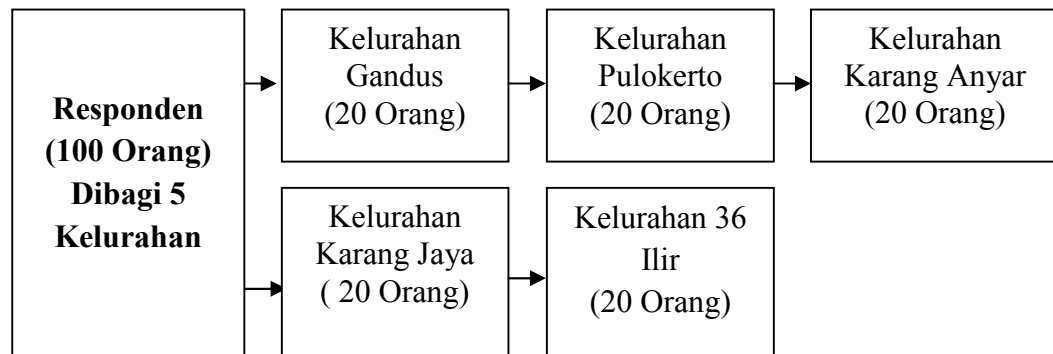 Responden
(100 Orang)
Dibagi 5
Kelurahan
Kelurahan
Gandus
(20 Orang)
Kelurahan
Pulokerto
(20 Orang)
Kelurahan
Karang Anyar
(20 Orang)
Kelurahan
Karang Jaya
( 20 Orang)
Kelurahan 36
Ilir
(20 Orang)